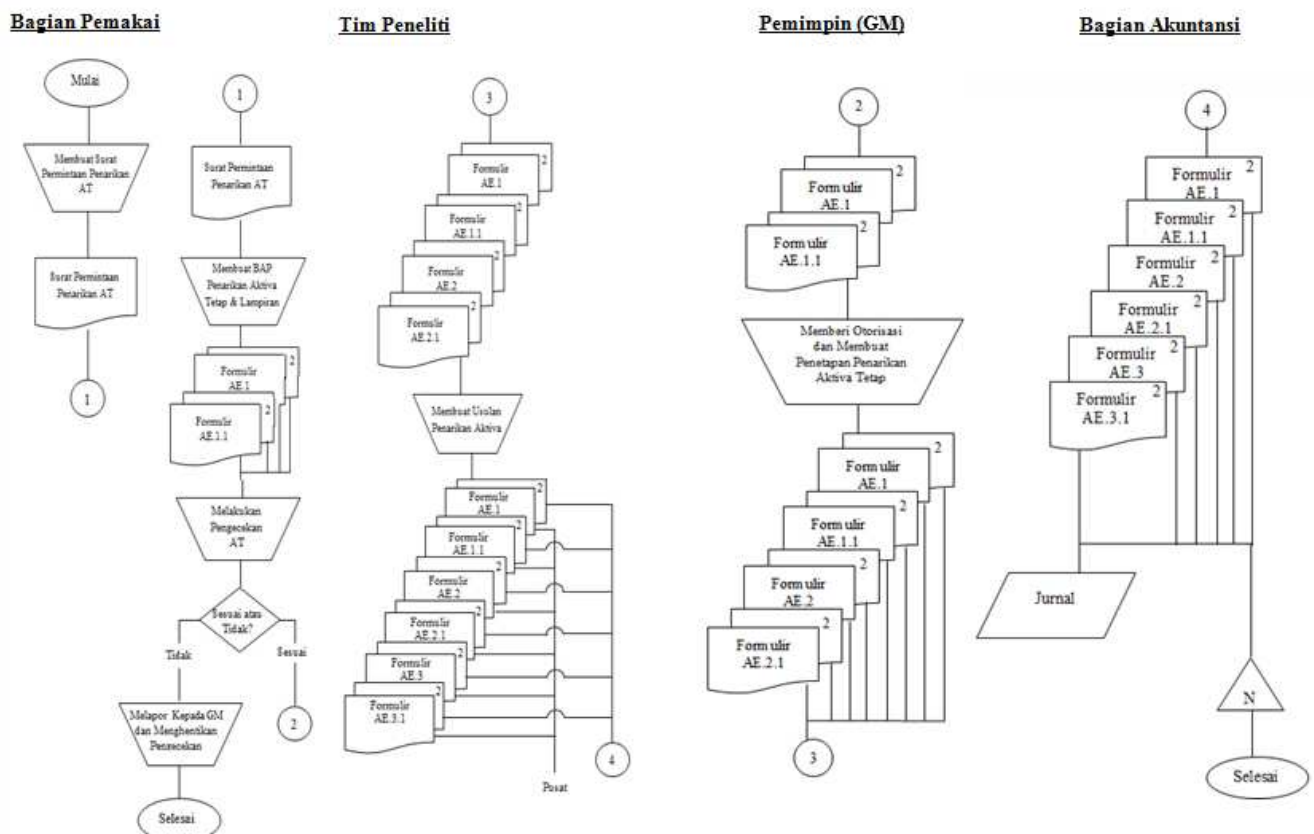 Bagian Pemakai
Tim Peneliti
Pemimpin (GM)
Bagian Akuntansi
Mulai
Membuat Surat
Permintaan Penarikan
AT
Surat Permintaan
Penarikan AT
1
1
Surat Permintaan
Penarikan AT
Membuat BAP
Penarikan Aktiva
Tetap & Lampiran
2
Formulir
AE.1
2
Formulir
AE.1.1
Melakukan
Pengecekan
AT
Sesuai atau
Tidak?
Tidak
Sesuai
Melapor Kepada GM
dan Menghentikan
Pengecekan
2
Selesai
3
2
Formulir
AE.1
2
Formulir
AE.1.1
2
Formulir
AE.2
2
Formulir
AE.2.1
Membuat Usulan
Penarikan Aktiva
2
Formulir
AE.1
2
Formulir
AE.1.1
2
Formulir
AE.2
2
Formulir
AE.2.1
2
Formulir
AE.3
2
Formulir
AE.3.1
Pusat
4
2
2
Formulir
AE.1
2
Formulir
AE.1.1
Memberi Otorisasi
dan Membuat
Penetapan Penarikan
Aktiva Tetap
2
Formulir
AE.1
2
Formulir
AE.1.1
2
Formulir
AE.2
2
Formulir
AE.2.1
3
4
2
Formulir
AE.1
2
Formulir
AE.1.1
2
Formulir
AE.2
2
Formulir
AE.2.1
2
Formulir
AE.3
2
Formulir
AE.3.1
Jurnal
N
Selesai